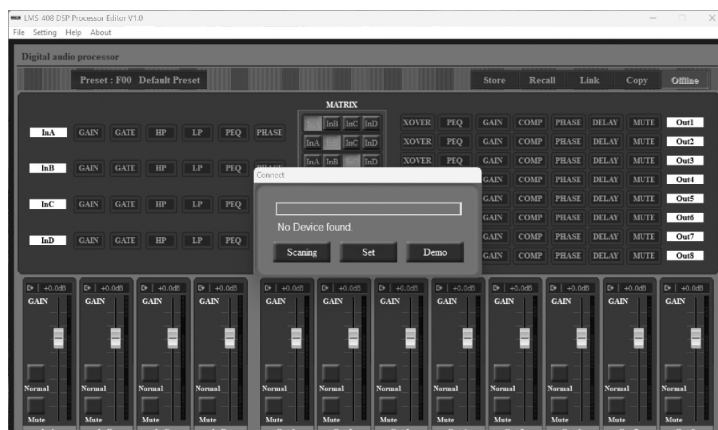 LMS-408 DSP Processor Editor V1.0
File Setting Help About
Digital audio processor
Preset : F00 Default Preset Store Recall Link Copy Offline
MATRIX
InB InC InD XOVER PEQ GAIN COMP PHASE DELAY MUTE Out1
InA GAIN GATE HP LP PEQ PHASE InA InC InD XOVER PEQ GAIN COMP PHASE DELAY MUTE Out2
InA InB InD XOVER PEQ GAIN COMP PHASE DELAY MUTE Out3
InB GAIN GATE HP LP PEQ
Connect
GAIN COMP PHASE DELAY MUTE Out4
InC GAIN GATE HP LP PEQ GAIN COMP PHASE DELAY MUTE Out5
No Device found.
GAIN COMP PHASE DELAY MUTE Out6
InD GAIN GATE HP LP PEQ GAIN COMP PHASE DELAY MUTE Out7
Scaning Set Demo
GAIN COMP PHASE DELAY MUTE Out8
+0.0dB +0.0dB +0.0dB +0.0dB +0.0dB +0.0dB +0.0dB +0.0dB +0.0dB +0.0dB +0.0dB +0.0dB
GAIN GAIN GAIN GAIN GAIN GAIN GAIN GAIN GAIN GAIN GAIN GAIN
Normal Normal Normal Normal Normal Normal Normal Normal Normal Normal Normal Normal
Mute Mute Mute Mute Mute Mute Mute Mute Mute Mute Mute Mute